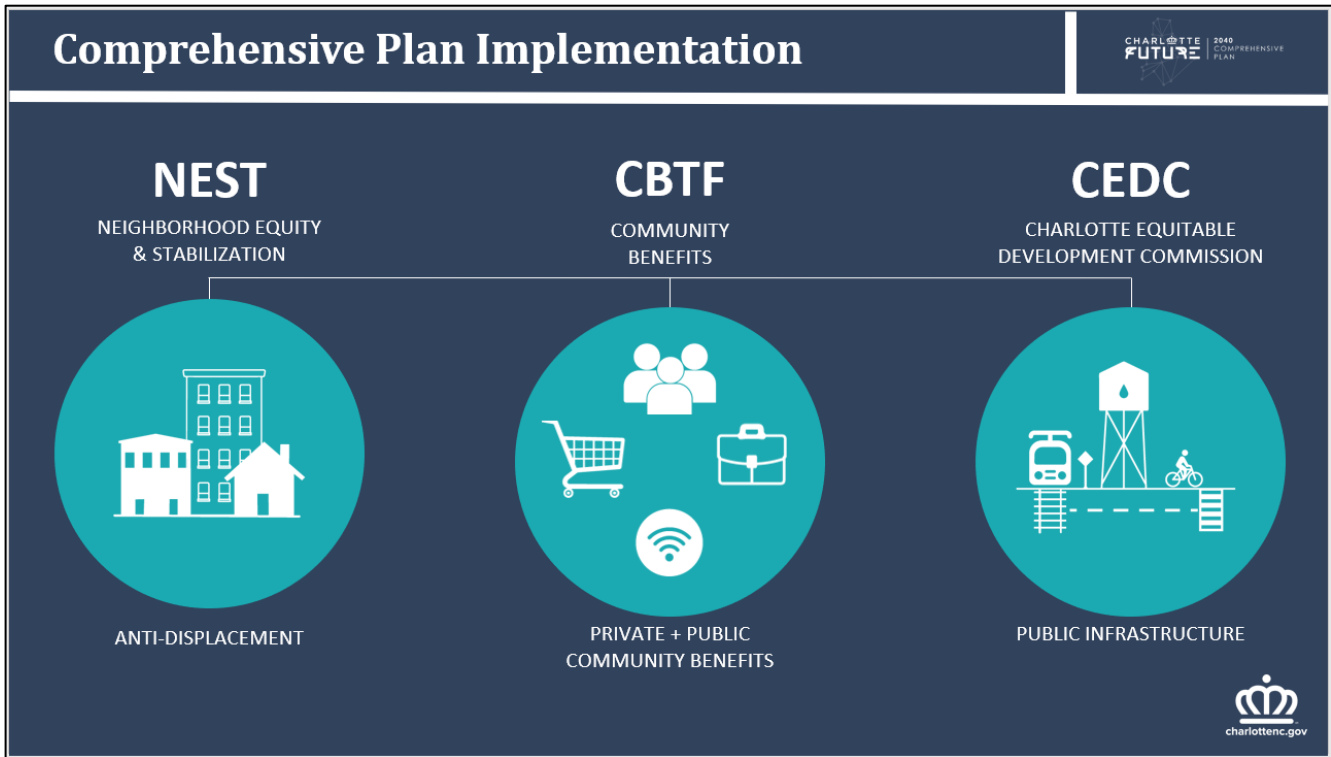 Comprehensive Plan Implementation
CHARLOTTE
FUTURE
2040
COMPREHENSIVE
PLAN
NEST
NEIGHBORHOOD EQUITY
& STABILIZATION
CBTF
COMMUNITY
BENEFITS
CEDC
CHARLOTTE EQUITABLE
DEVELOPMENT COMMISSION
ANTI-DISPLACEMENT
PRIVATE + PUBLIC
COMMUNITY BENEFITS
PUBLIC INFRASTRUCTURE
charlottenc.gov